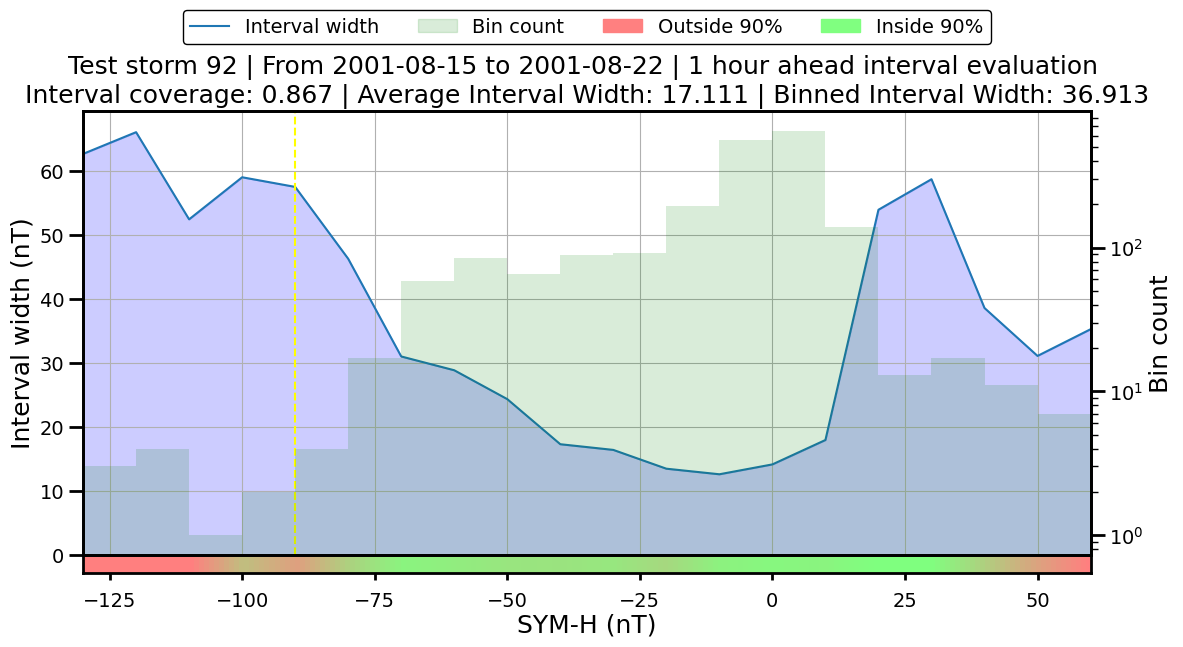 Interval width Bin count Outside 90% Inside 90%
Test storm 92 | From 2001-08-15 to 2001-08-22 | 1 hour ahead interval evaluation
Interval coverage: 0.867 | Average Interval Width: 17.111 | Binned Interval Width: 36.913
Interval width (nT)
60
50
40
30
20
10
0
10²
10¹
10⁰
Bin count
−125 −100 −75 −50 −25 0 25 50
SYM-H (nT)